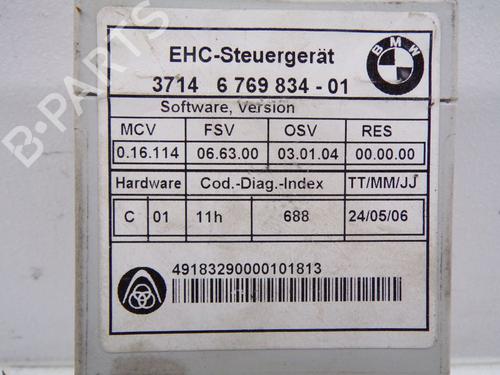 B-PARTS
BMW
EHC-Steuergerät
3714 6 769 834 - 01
Software, Version
MCV FSV OSV RES
0.16.114 06.63.00 03.01.04 00.00.00
Hardware Cod.-Diag.-Index TT/MM/JJ
C 01 11h 688 24/05/06
49183290000101813